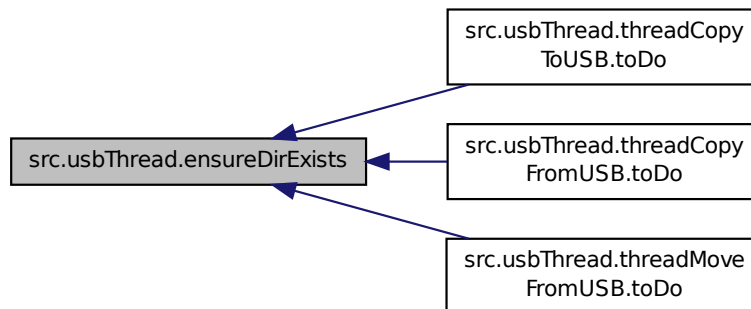 src.usbThread.threadCopy
ToUSB.toDo
src.usbThread.ensureDirExists
src.usbThread.threadCopy
FromUSB.toDo
src.usbThread.threadMove
FromUSB.toDo